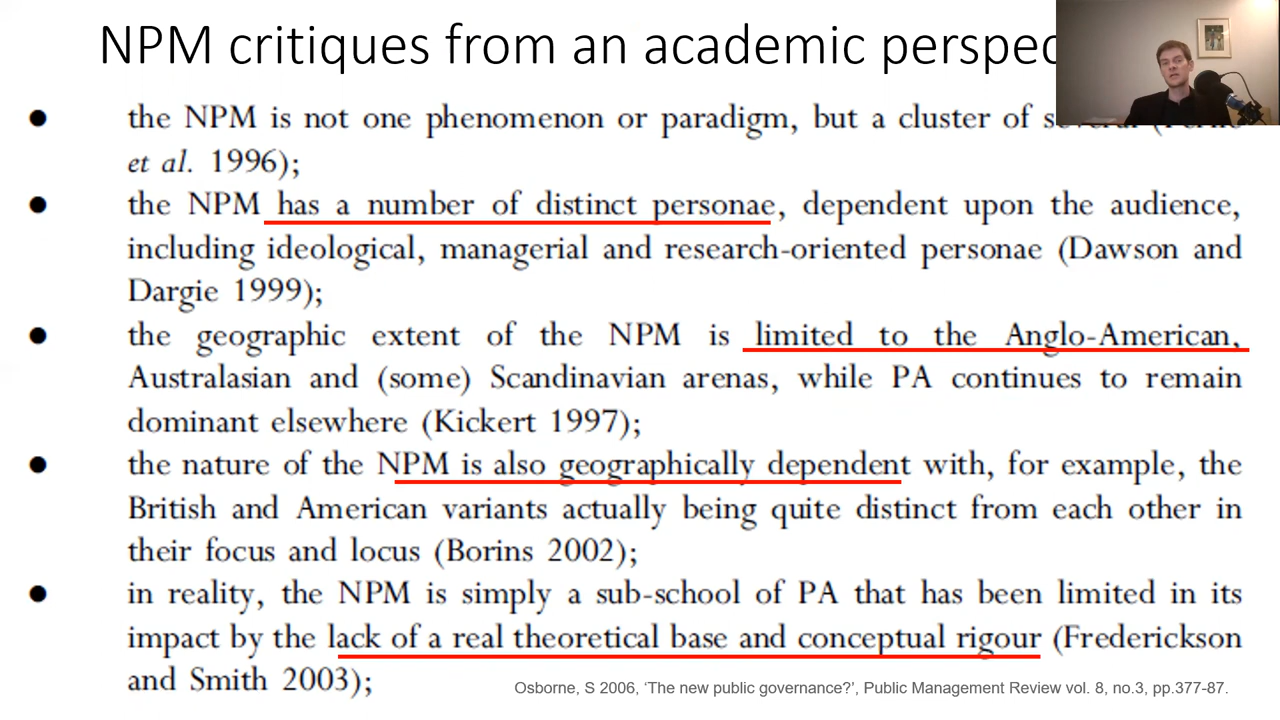 NPM critiques from an academic perspec
● the NPM is not one phenomenon or paradigm, but a cluster of
et al. 1996);
● the NPM has a number of distinct personae, dependent upon the audience,
including ideological, managerial and research-oriented personae (Dawson and
Dargie 1999);
● the geographic extent of the NPM is limited to the Anglo-American,
Australasian and (some) Scandinavian arenas, while PA continues to remain
dominant elsewhere (Kickert 1997);
● the nature of the NPM is also geographically dependent with, for example, the
British and American variants actually being quite distinct from each other in
their focus and locus (Borins 2002);
● in reality, the NPM is simply a sub-school of PA that has been limited in its
impact by the lack of a real theoretical base and conceptual rigour (Frederickson
and Smith 2003);
Osborne, S 2006, ‘The new public governance?’, Public Management Review vol. 8, no.3, pp.377-87.